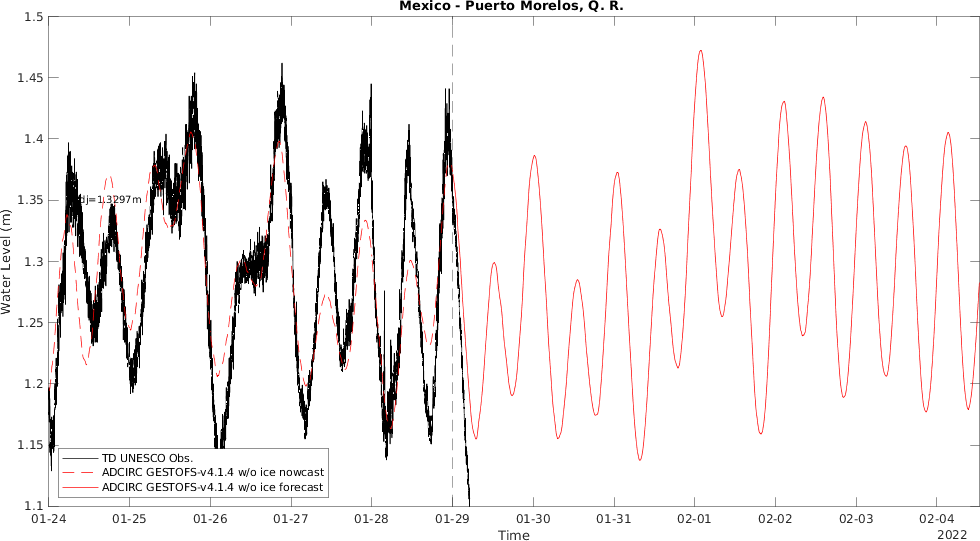 Mexico - Puerto Morelos, Q. R.
1.5
1.45
1.4
1.35
1.3
1.25
1.2
1.15
1.1
Water Level (m)
dj=1.3297m
TD UNESCO Obs.
ADCIRC GESTOFS-v4.1.4 w/o ice nowcast
ADCIRC GESTOFS-v4.1.4 w/o ice forecast
01-24 01-25 01-26 01-27 01-28 01-29 01-30 01-31 02-01 02-02 02-03 02-04
Time
2022